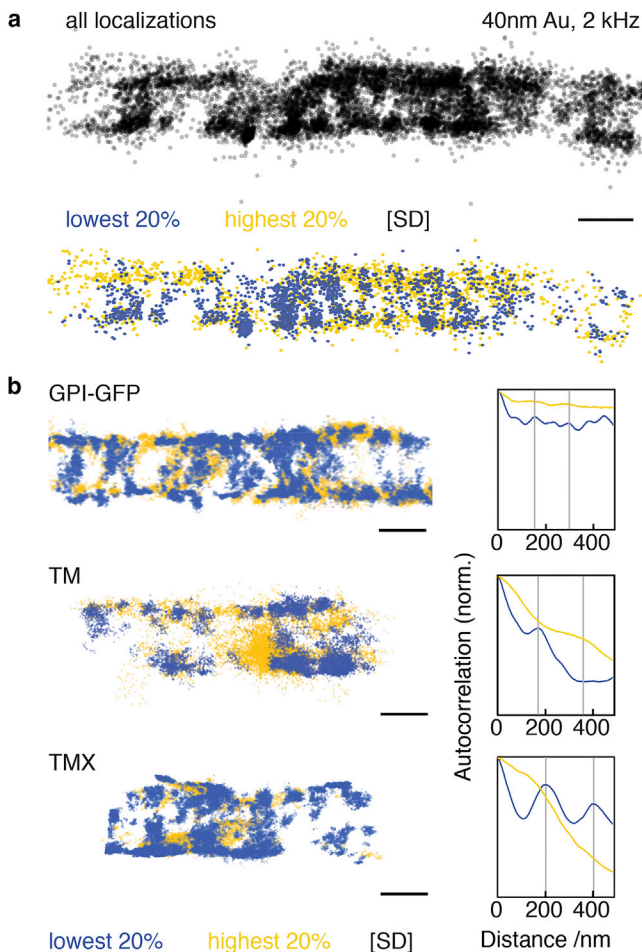 a
all localizations 40nm Au, 2 kHz
lowest 20% highest 20% [SD]
b
GPI-GFP
0 200 400
TM
0 200 400
TMX
0 200 400
Autocorrelation (norm.)
Distance /nm
lowest 20% highest 20% [SD]